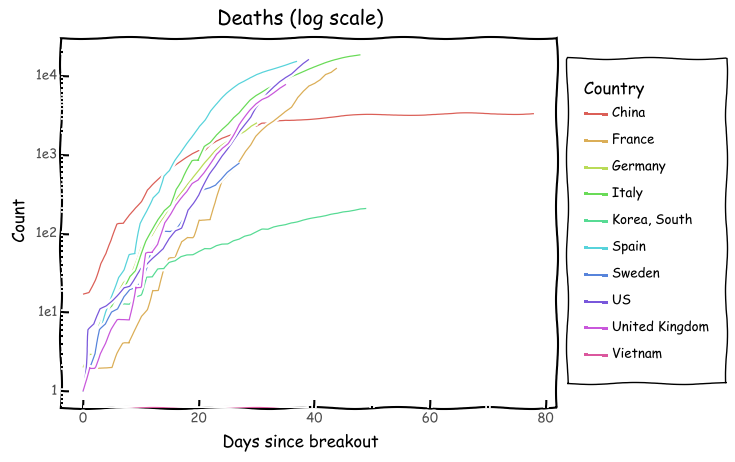 Deaths (log scale)
1e4
1e3
1e2
1e1
1
Count
0 20 40 60 80
Days since breakout
Country
China
France
Germany
Italy
Korea, South
Spain
Sweden
US
United Kingdom
Vietnam